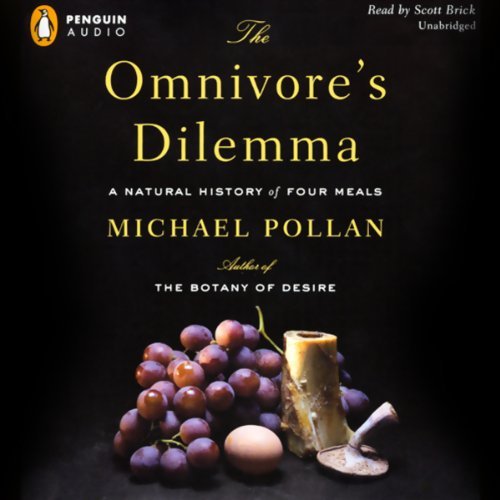 PENGUIN
AUDIO
Read by Scott Brick
Unabridged
The
Omnivore's
Dilemma
A NATURAL HISTORY of FOUR MEALS
MICHAEL POLLAN
Author of
THE BOTANY OF DESIRE